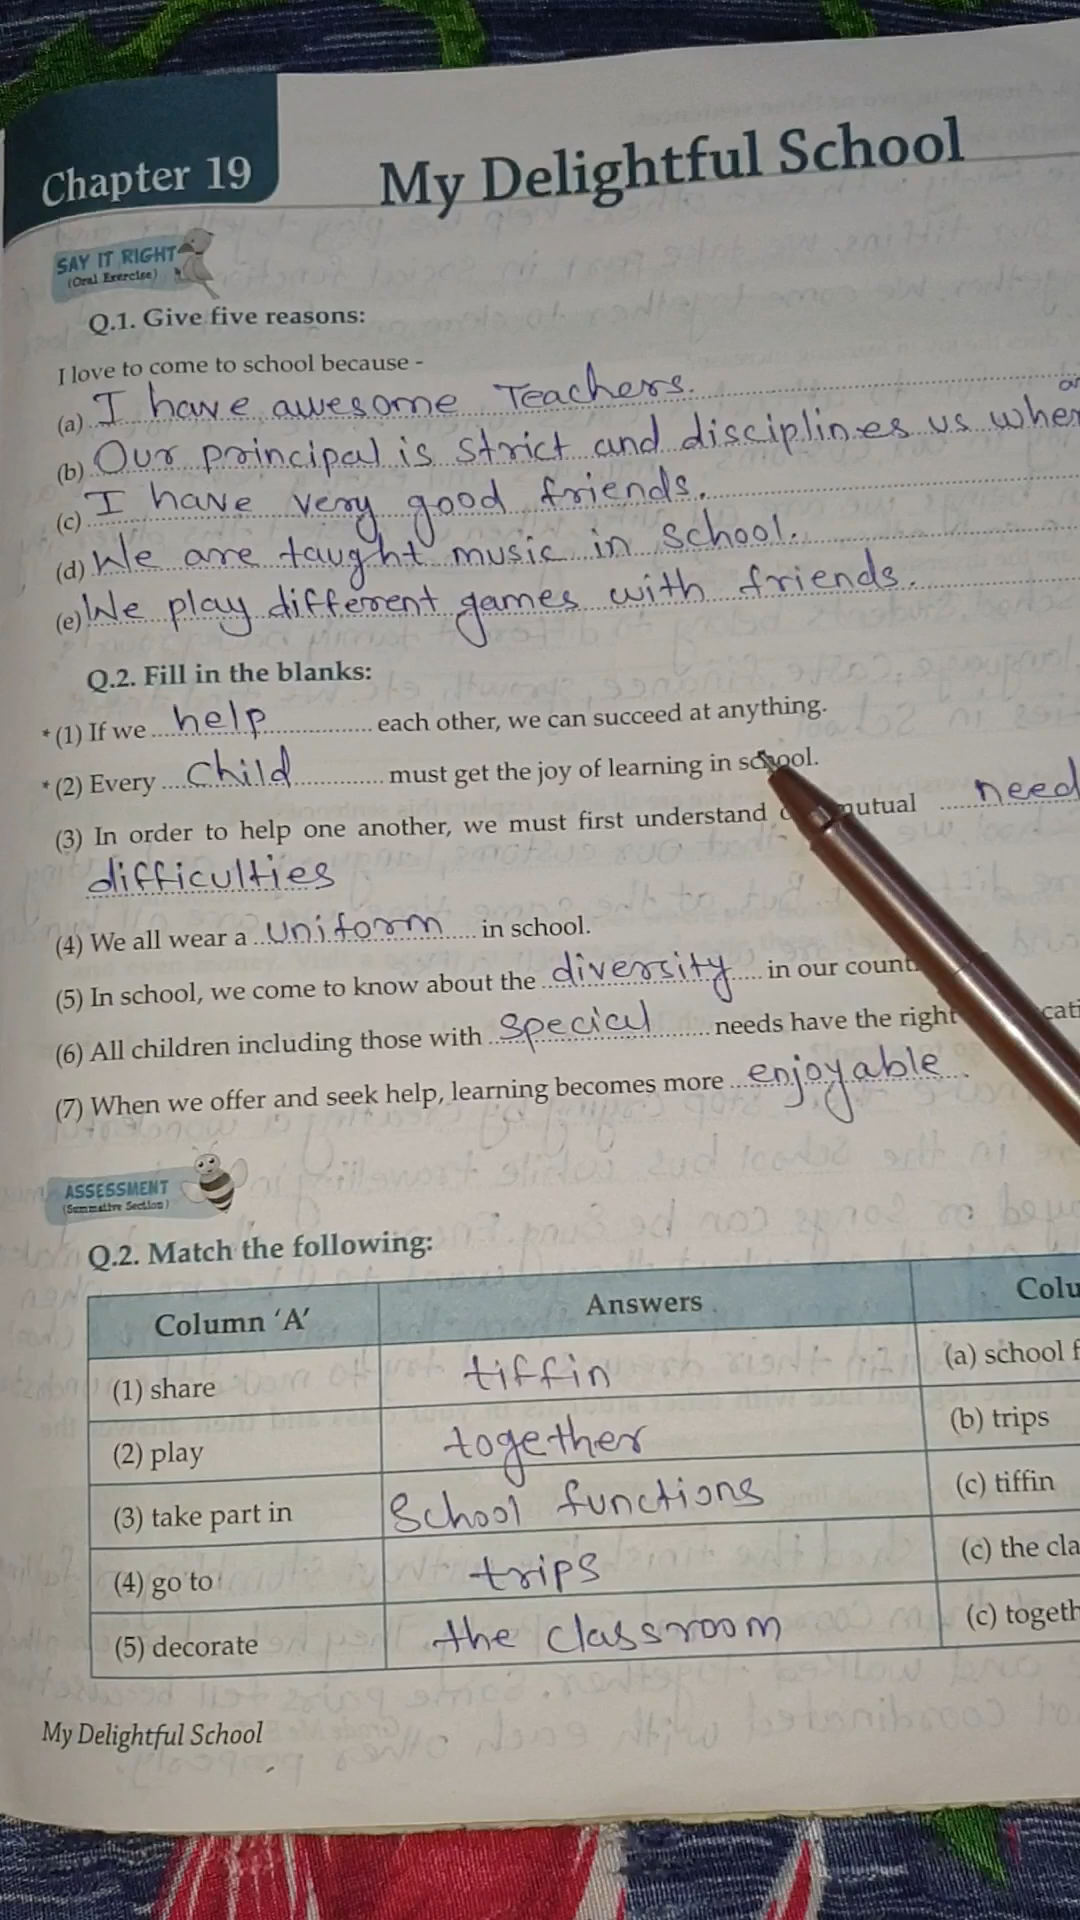 Chapter 19
My Delightful School
SAY IT RIGHT
(Oral Exercise)
Q.1. Give five reasons:
I love to come to school because -
(a) I have awesome Teachers.
(b) Our principal is strict and disciplines us
(c) I have very good friends.
(d) We are taught music in school.
(e) We play different games with friends.
Q.2. Fill in the blanks:
*(1) If we help each other, we can succeed at anything.
*(2) Every child must get the joy of learning in school.
(3) In order to help one another, we must first understand mutual need
difficulties
(4) We all wear a uniform in school.
(5) In school, we come to know about the diversity in our
(6) All children including those with special needs have the right
(7) When we offer and seek help, learning becomes more enjoyable.
ASSESSMENT
(Summative Section)
Q.2. Match the following:
Column 'A' Answers
(1) share tiffin (a) school
(2) play together (b) trips
(3) take part in School functions (c) tiffin
(4) go to trips (c) the
(5) decorate the classroom (c)
My Delightful School